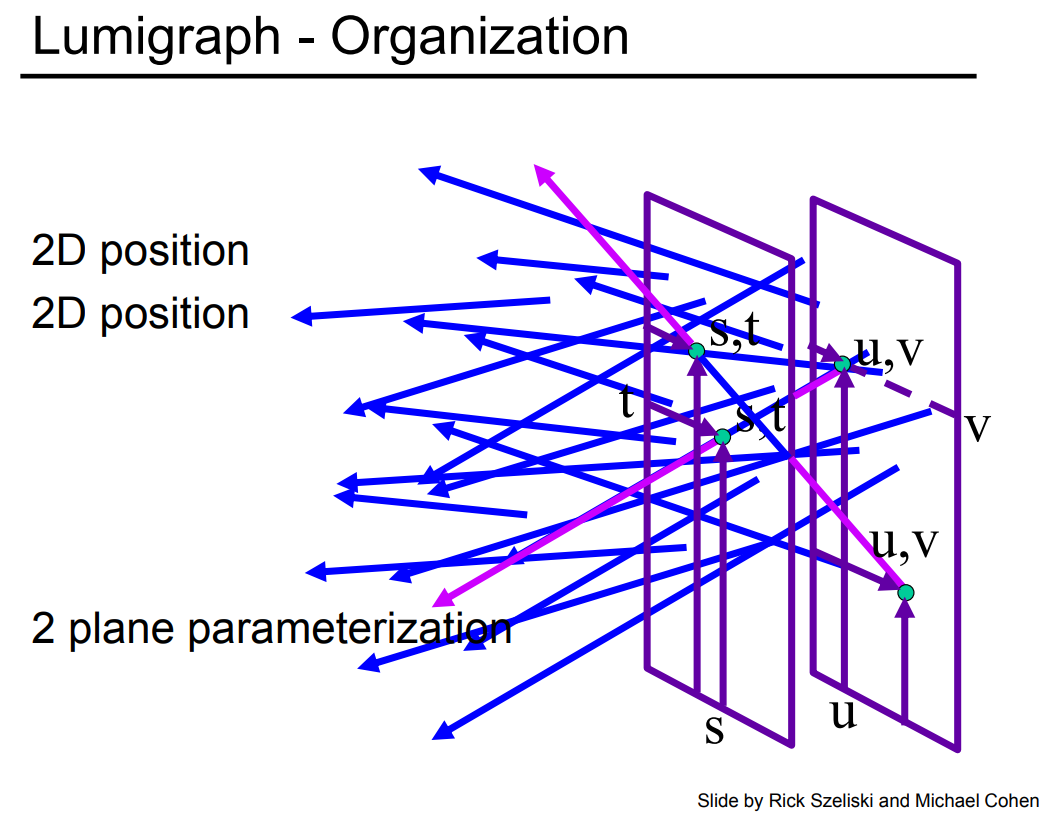 Lumigraph - Organization
2D position
2D position
s,t
u,v
t
s,t
v
u,v
2 plane parameterization
s
u
Slide by Rick Szeliski and Michael Cohen